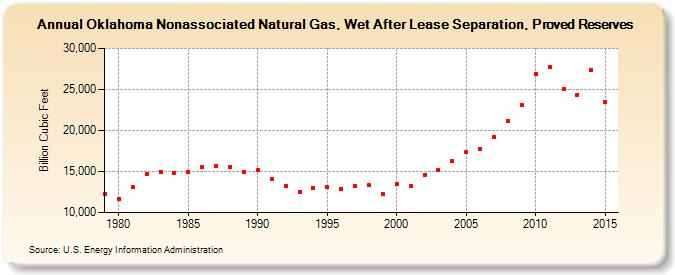 Annual Oklahoma Nonassociated Natural Gas, Wet After Lease Separation, Proved Reserves
Billion Cubic Feet
30,000
25,000
20,000
15,000
10,000
1980 1985 1990 1995 2000 2005 2010 2015
Source: U.S. Energy Information Administration